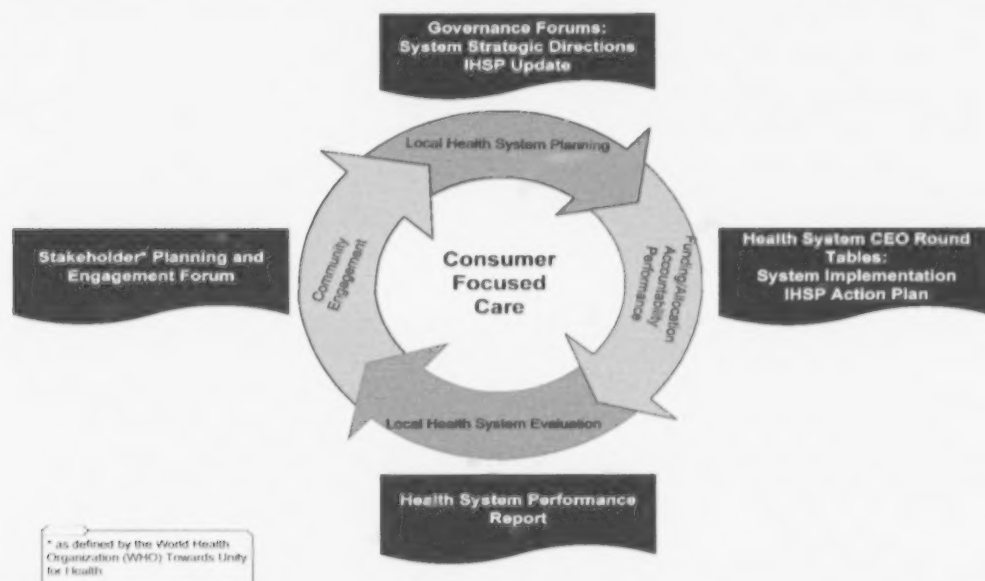 Governance Forums:
System Strategic Directions
IHSP Update
Local Health System Planning
Stakeholder* Planning and
Engagement Forum
Community
Engagement
Consumer
Focused
Care
Funding/Allocation
Accountability
Performance
Health System CEO Round
Tables:
System Implementation
IHSP Action Plan
Local Health System Evaluation
Health System Performance
Report
* as defined by the World Health
Organization (WHO) Towards Unity
for Health